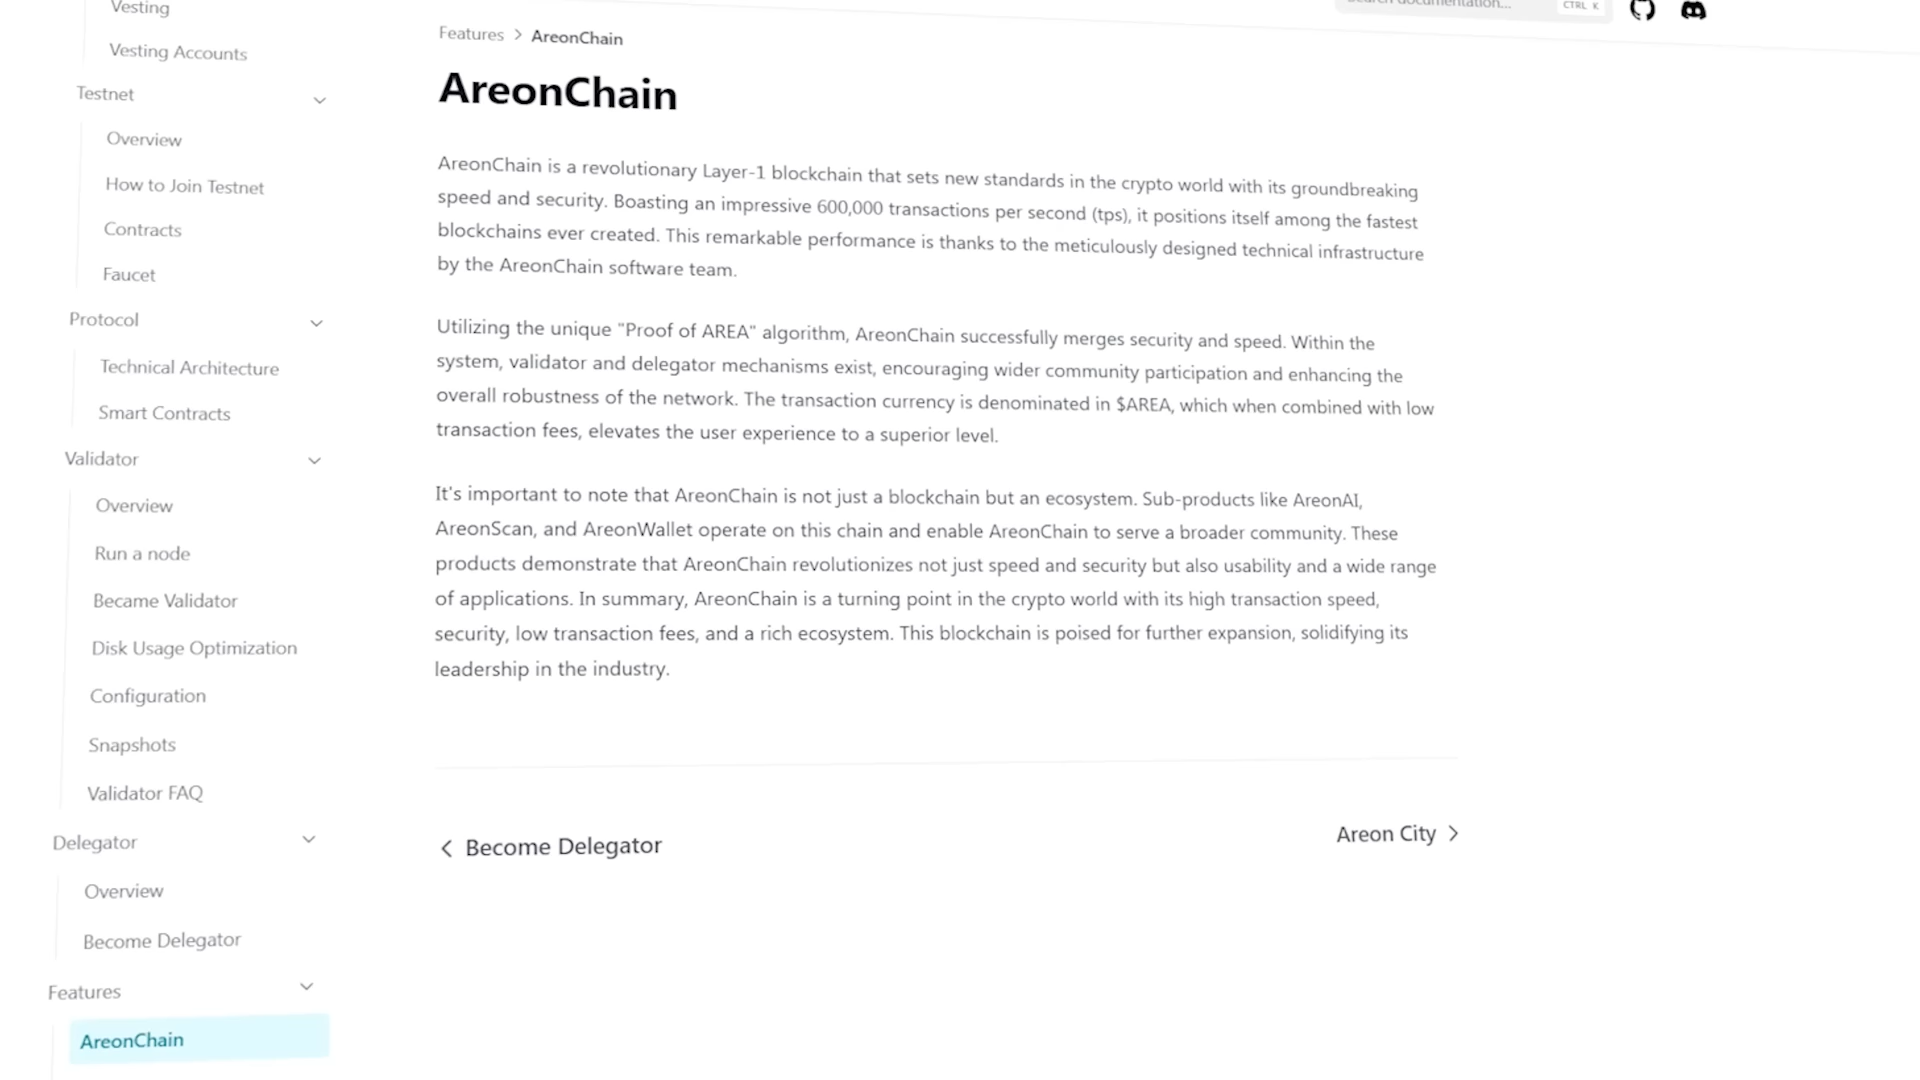 Vesting
Vesting Accounts
Testnet
Overview
How to Join Testnet
Contracts
Faucet
Protocol
Technical Architecture
Smart Contracts
Validator
Overview
Run a node
Became Validator
Disk Usage Optimization
Configuration
Snapshots
Validator FAQ
Delegator
Overview
Become Delegator
Features
AreonChain
Search documentation...
CTRL K
Features > AreonChain
AreonChain
AreonChain is a revolutionary Layer-1 blockchain that sets new standards in the crypto world with its groundbreaking
speed and security. Boasting an impressive 600,000 transactions per second (tps), it positions itself among the fastest
blockchains ever created. This remarkable performance is thanks to the meticulously designed technical infrastructure
by the AreonChain software team.
Utilizing the unique "Proof of AREA" algorithm, AreonChain successfully merges security and speed. Within the
system, validator and delegator mechanisms exist, encouraging wider community participation and enhancing the
overall robustness of the network. The transaction currency is denominated in $AREA, which when combined with low
transaction fees, elevates the user experience to a superior level.
It's important to note that AreonChain is not just a blockchain but an ecosystem. Sub-products like AreonAI,
AreonScan, and AreonWallet operate on this chain and enable AreonChain to serve a broader community. These
products demonstrate that AreonChain revolutionizes not just speed and security but also usability and a wide range
of applications. In summary, AreonChain is a turning point in the crypto world with its high transaction speed,
security, low transaction fees, and a rich ecosystem. This blockchain is poised for further expansion, solidifying its
leadership in the industry.
< Become Delegator
Areon City >